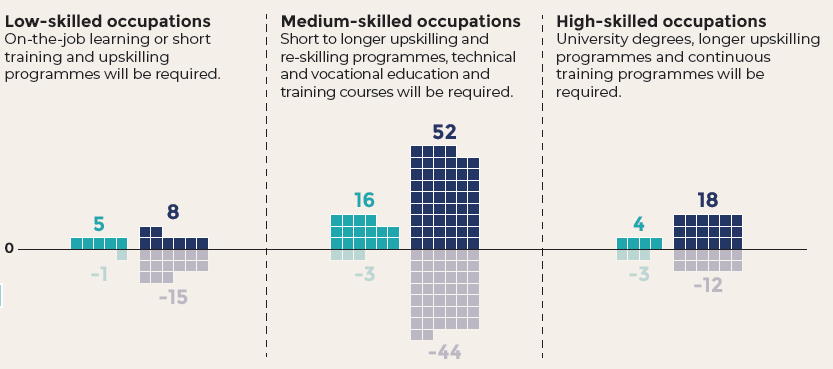 Low-skilled occupations
On-the-job learning or short
training and upskilling
programmes will be required.
Medium-skilled occupations
Short to longer upskilling and
re-skilling programmes, technical
and vocational education and
training courses will be required.
High-skilled occupations
University degrees, longer upskilling
programmes and continuous
training programmes will be
required.
0
5
-1
8
-15
16
-3
52
-44
4
-3
18
-12